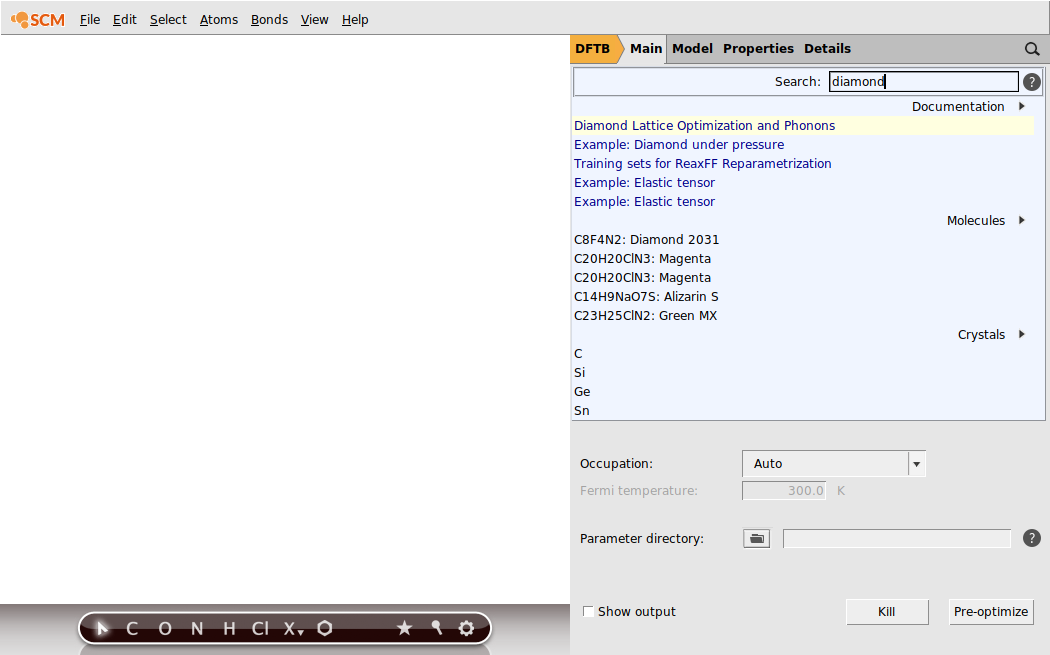 SCM File Edit Select Atoms Bonds View Help
DFTB Main Model Properties Details
Search: diamond ?
Documentation
Diamond Lattice Optimization and Phonons
Example: Diamond under pressure
Training sets for ReaxFF Reparametrization
Example: Elastic tensor
Example: Elastic tensor
Molecules
C8F4N2: Diamond 2031
C20H20ClN3: Magenta
C20H20ClN3: Magenta
C14H9NaO7S: Alizarin S
C23H25ClN2: Green MX
Crystals
C
Si
Ge
Sn
Occupation: Auto
Fermi temperature: 300.0 K
Parameter directory: ?
Show output Kill Pre-optimize
C O N H Cl X